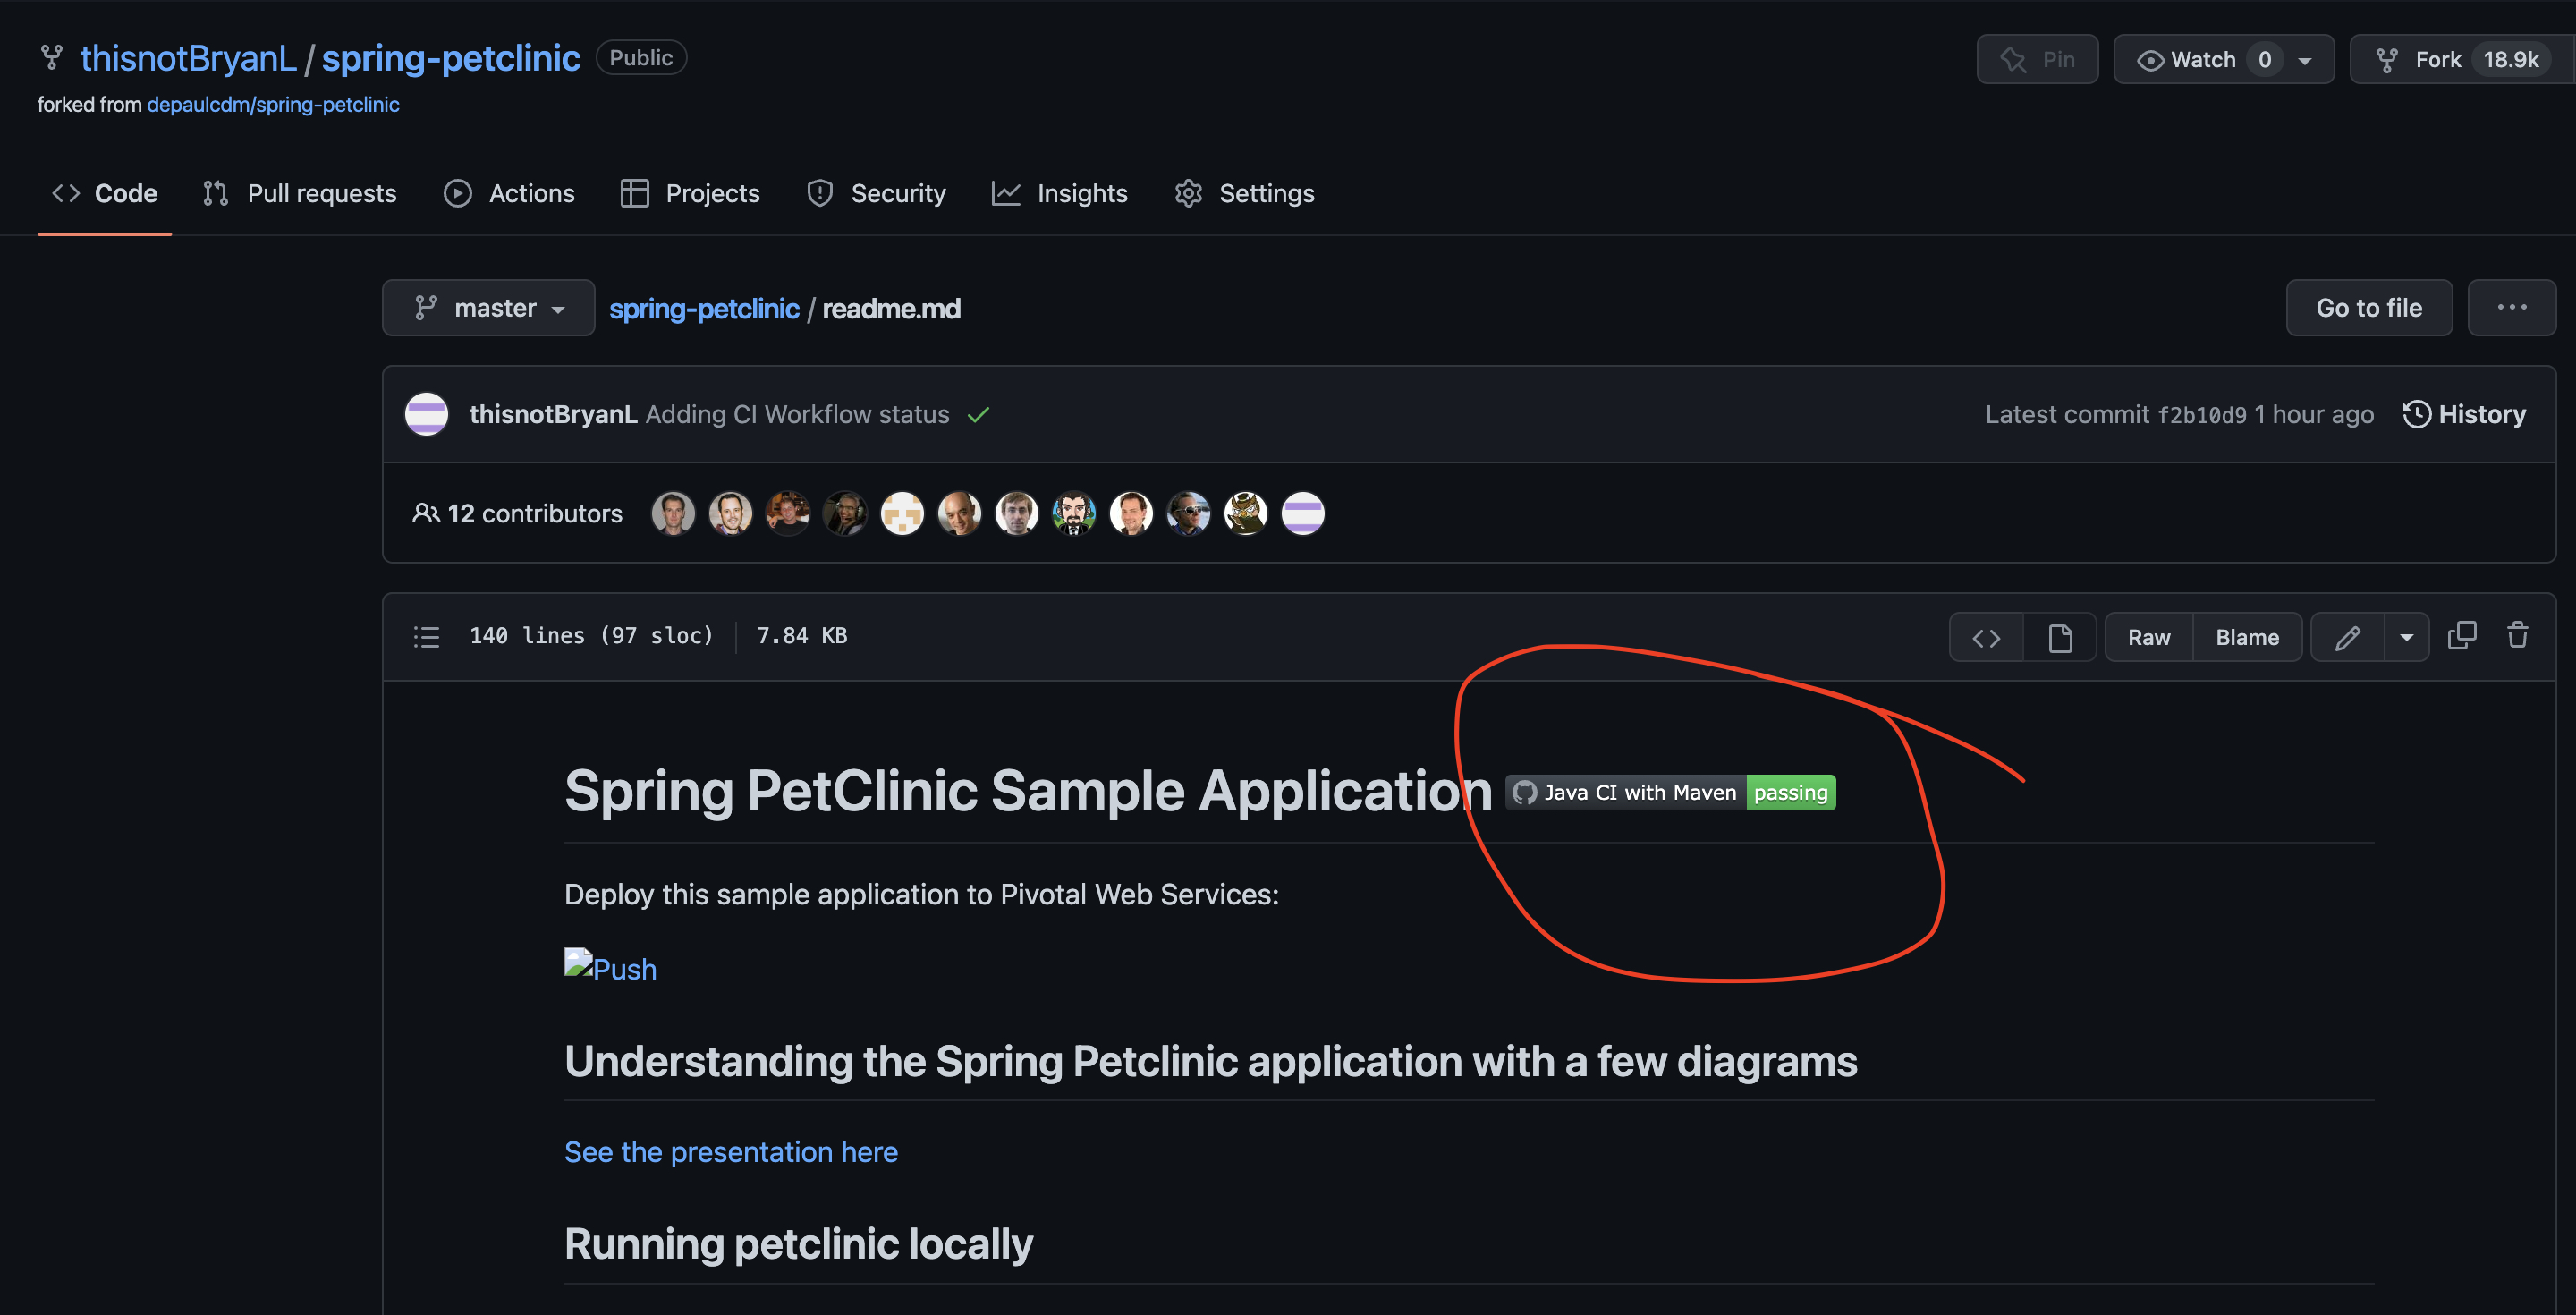 thisnotBryanL / spring-petclinic Public Pin Watch 0 Fork 18.9k
forked from depaulcdm/spring-petclinic
Code Pull requests Actions Projects Security Insights Settings
master spring-petclinic / readme.md Go to file ...
thisnotBryanL Adding CI Workflow status Latest commit f2b10d9 1 hour ago History
12 contributors
140 lines (97 sloc) 7.84 KB Raw Blame
Spring PetClinic Sample Application Java CI with Maven passing
Deploy this sample application to Pivotal Web Services:
Push
Understanding the Spring Petclinic application with a few diagrams
See the presentation here
Running petclinic locally